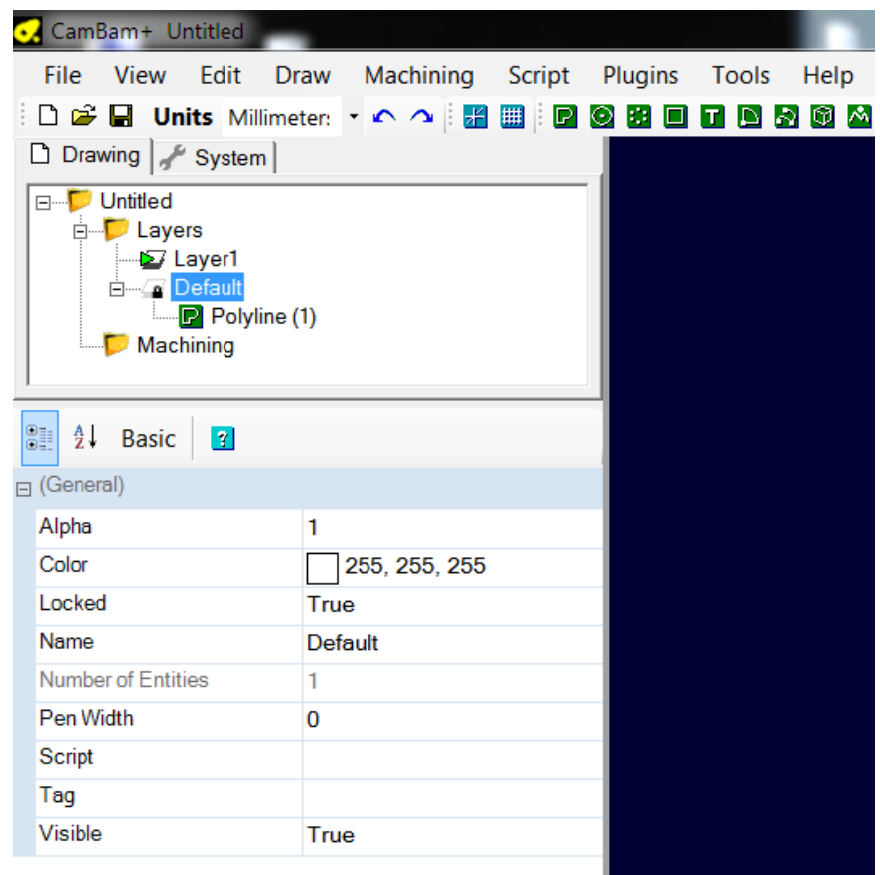 CamBam+ Untitled
File View Edit Draw Machining Script Plugins Tools Help
Units Millimeter:
Drawing System
Untitled
Layers
Layer1
Default
Polyline (1)
Machining
Basic
(General)
Alpha 1
Color 255, 255, 255
Locked True
Name Default
Number of Entities 1
Pen Width 0
Script
Tag
Visible True